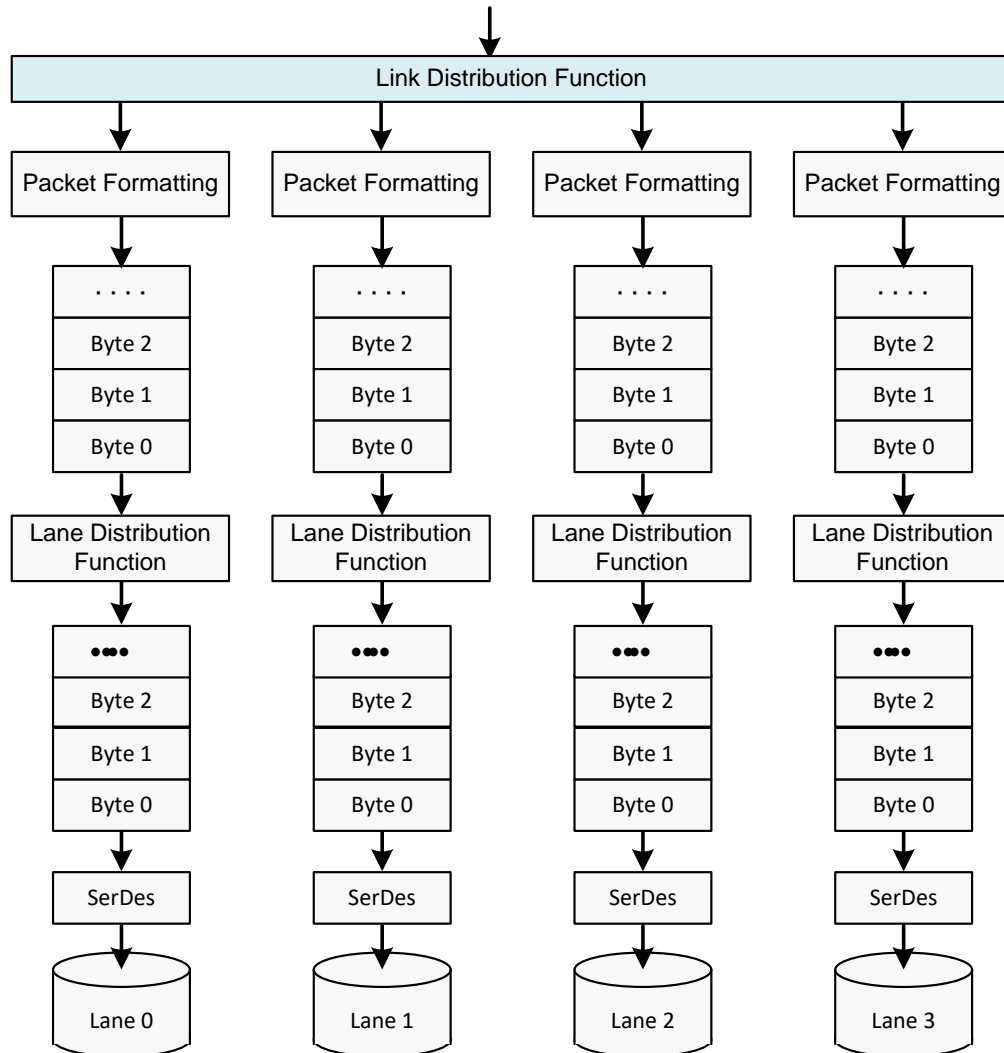 Link Distribution Function
Packet Formatting Packet Formatting Packet Formatting Packet Formatting
. . . . . . . . . . . . . . . .
Byte 2 Byte 2 Byte 2 Byte 2
Byte 1 Byte 1 Byte 1 Byte 1
Byte 0 Byte 0 Byte 0 Byte 0
Lane Distribution Lane Distribution Lane Distribution Lane Distribution
Function Function Function Function
•••• •••• •••• ••••
Byte 2 Byte 2 Byte 2 Byte 2
Byte 1 Byte 1 Byte 1 Byte 1
Byte 0 Byte 0 Byte 0 Byte 0
SerDes SerDes SerDes SerDes
Lane 0 Lane 1 Lane 2 Lane 3